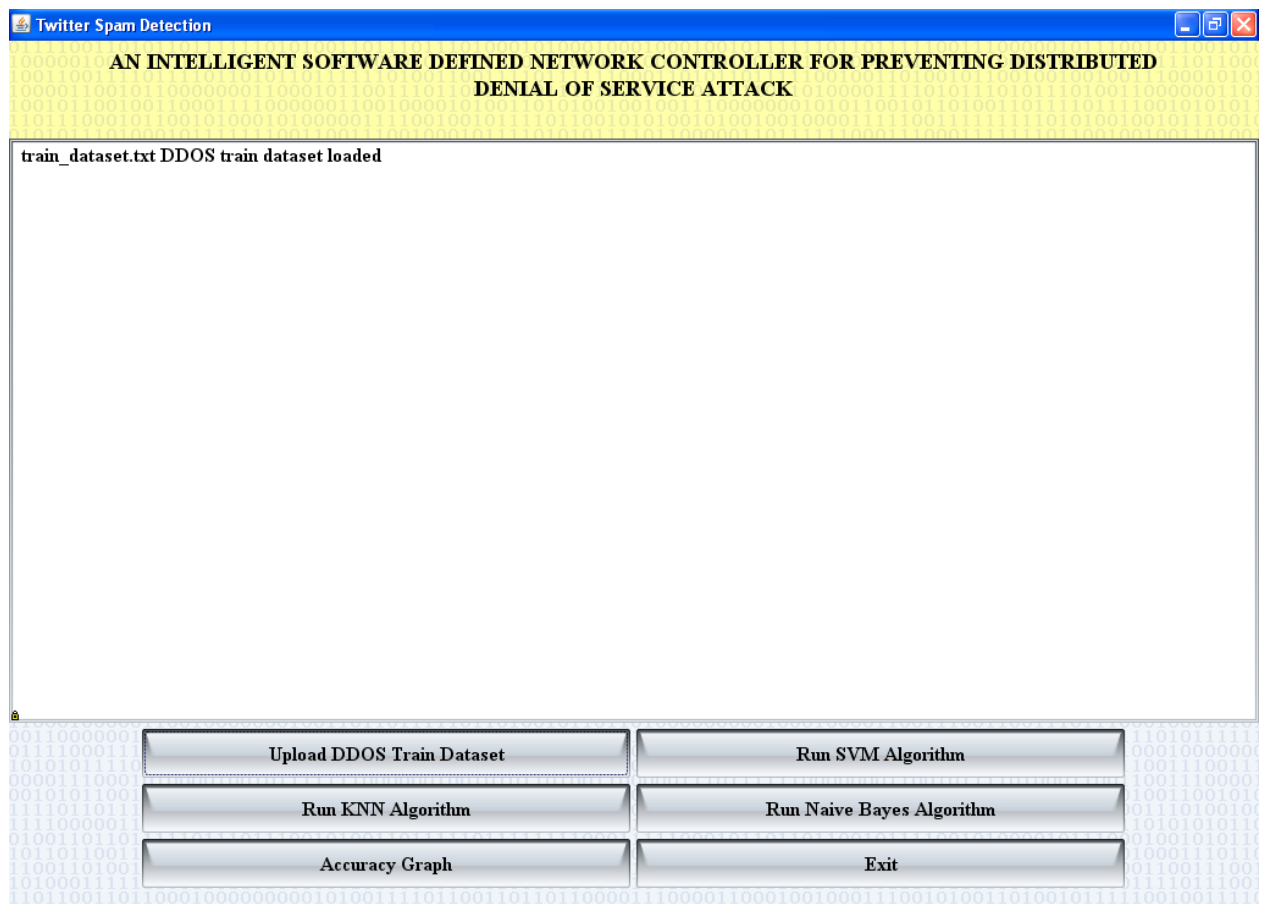 Twitter Spam Detection
AN INTELLIGENT SOFTWARE DEFINED NETWORK CONTROLLER FOR PREVENTING DISTRIBUTED
DENIAL OF SERVICE ATTACK
train_dataset.txt DDOS train dataset loaded
Upload DDOS Train Dataset
Run SVM Algorithm
Run KNN Algorithm
Run Naive Bayes Algorithm
Accuracy Graph
Exit